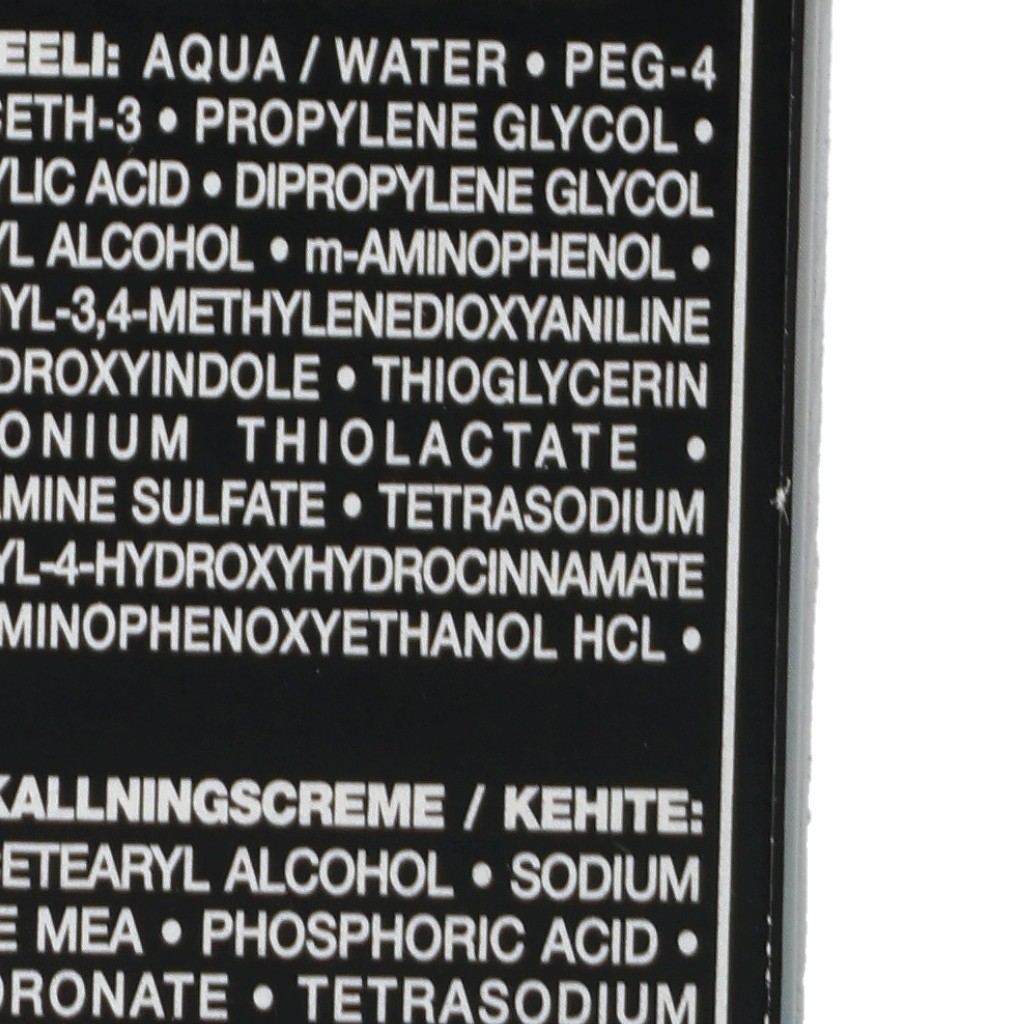 EELI: AQUA / WATER • PEG-4
ETH-3 • PROPYLENE GLYCOL •
YLIC ACID • DIPROPYLENE GLYCOL
YL ALCOHOL • m-AMINOPHENOL •
YL-3,4-METHYLENEDIOXYANILINE
DROXYINDOLE • THIOGLYCERIN
ONIUM THIOLACTATE •
AMINE SULFATE • TETRASODIUM
YL-4-HYDROXYHYDROCINNAMATE
MINOPHENOXYETHANOL HCL •
KALLNINGSCREME / KEHITE:
ETEARYL ALCOHOL • SODIUM
E MEA • PHOSPHORIC ACID •
ORONATE • TETRASODIUM